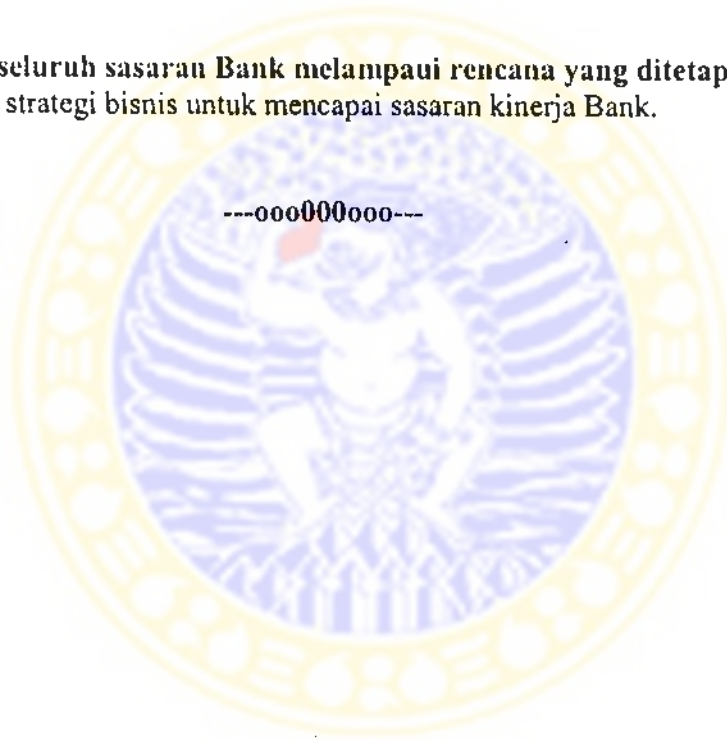 seluruh sasaran Bank melampaui rencana yang ditetap
strategi bisnis untuk mencapai sasaran kinerja Bank.
---ooo000ooo---